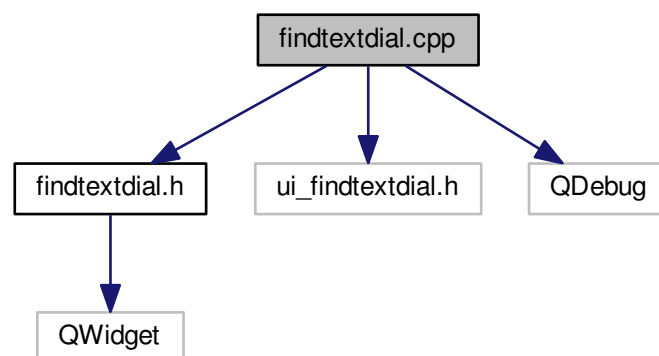 findtextdial.cpp
findtextdial.h
ui_findtextdial.h
QDebug
QWidget